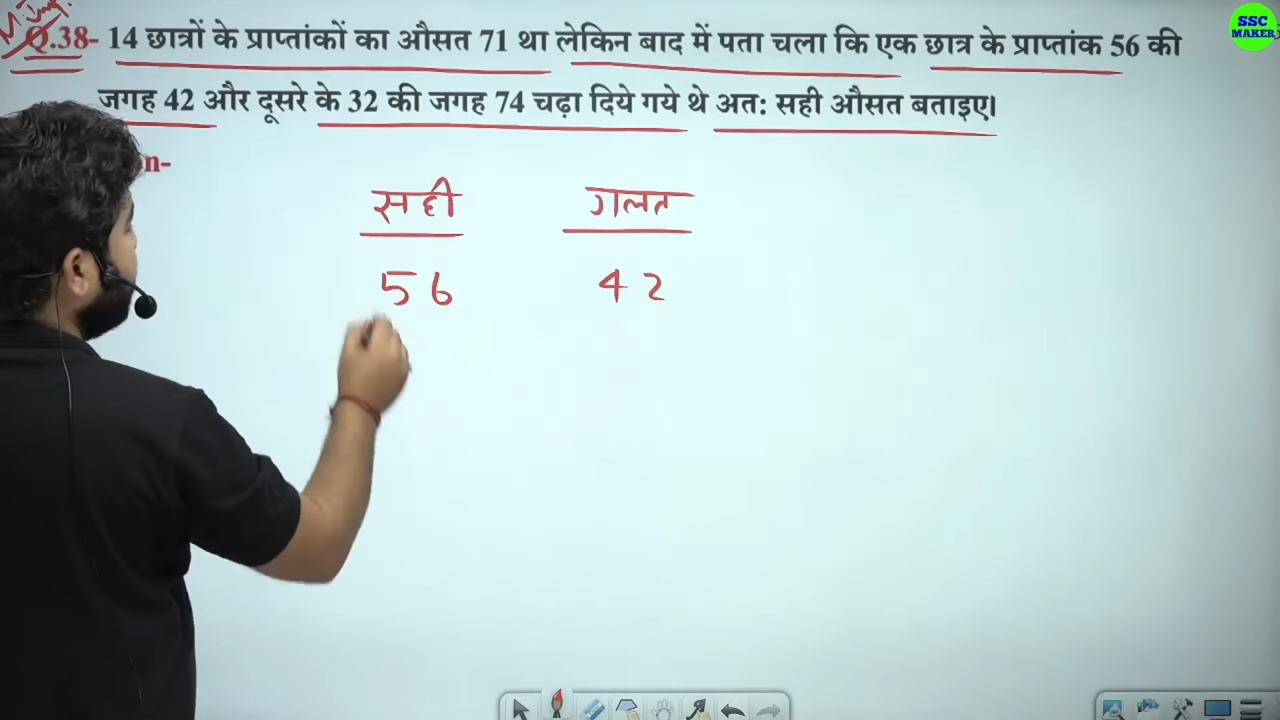 M. Imp.
Q.38- 14 छात्रों के प्राप्तांकों का औसत 71 था लेकिन बाद में पता चला कि एक छात्र के प्राप्तांक 56 की
जगह 42 और दूसरे के 32 की जगह 74 चढ़ा दिये गये थे अत: सही औसत बताइए।
n-
सही गलत
56 42
SSC
MAKER